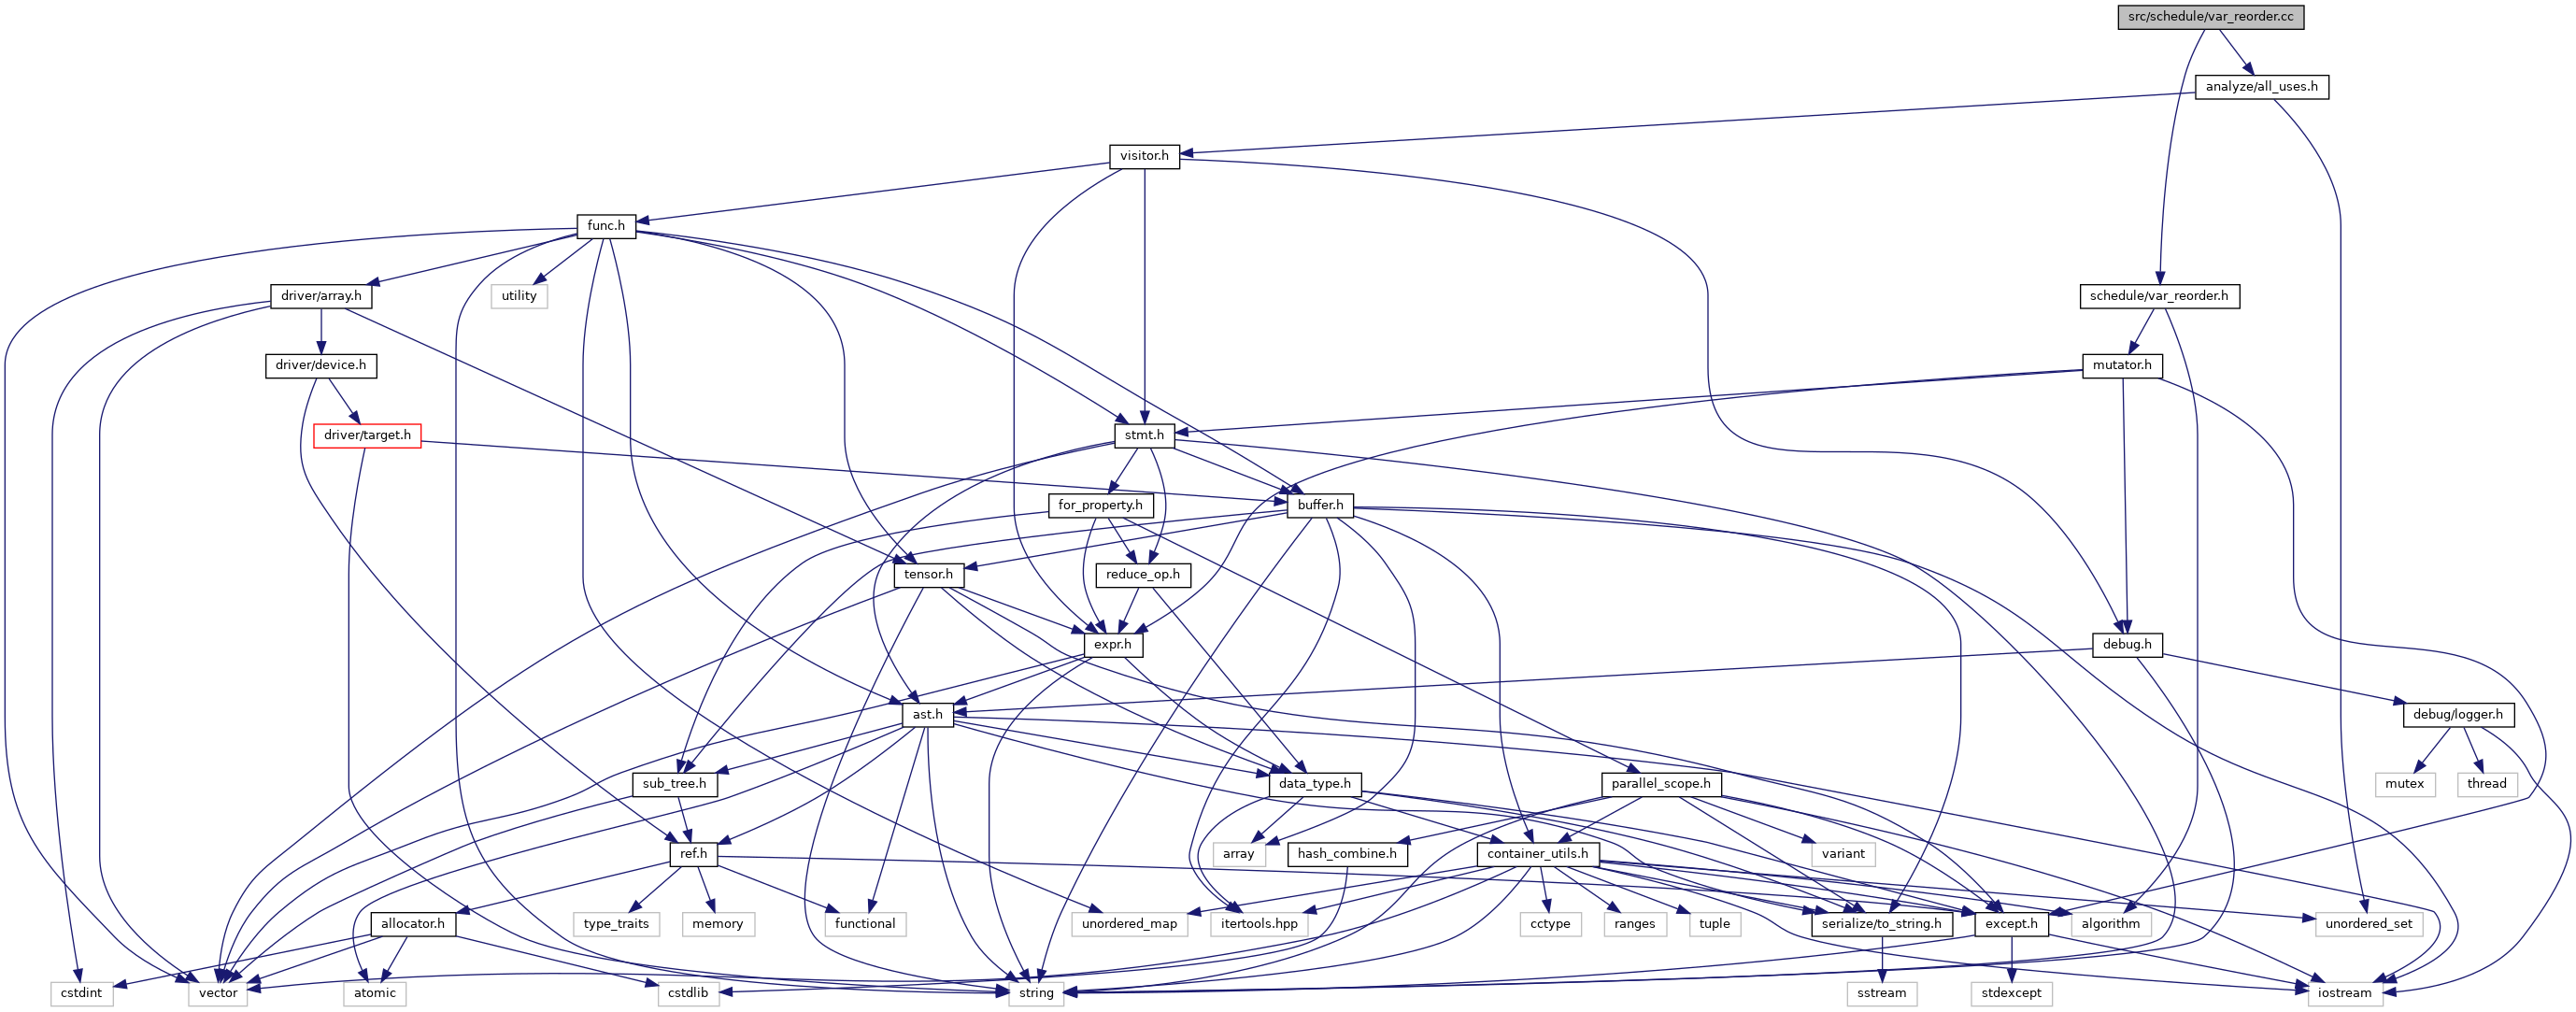 src/schedule/var_reorder.cc
analyze/all_uses.h
visitor.h
func.h
driver/array.h
utility
schedule/var_reorder.h
driver/device.h
mutator.h
driver/target.h
stmt.h
for_property.h
buffer.h
tensor.h
reduce_op.h
expr.h
debug.h
ast.h
debug/logger.h
sub_tree.h
data_type.h
parallel_scope.h
mutex
thread
ref.h
array
hash_combine.h
container_utils.h
variant
allocator.h
type_traits
memory
functional
unordered_map
itertools.hpp
cctype
ranges
tuple
serialize/to_string.h
except.h
algorithm
unordered_set
cstdint
vector
atomic
cstdlib
string
sstream
stdexcept
iostream